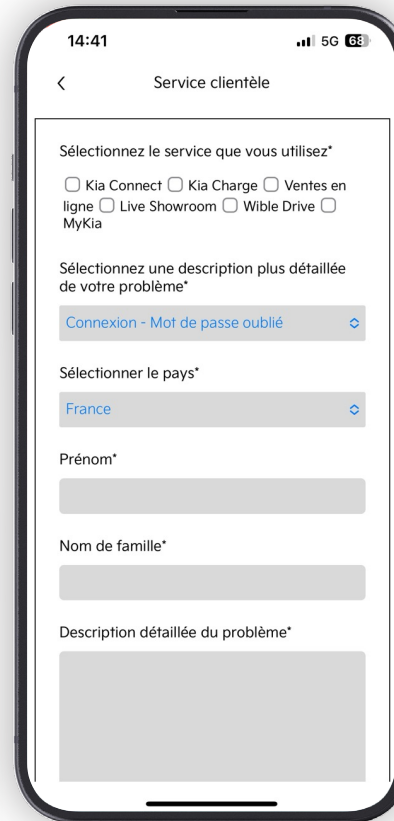 14:41 5G 68
Service clientèle
Sélectionnez le service que vous utilisez*
Kia Connect Kia Charge Ventes en
ligne Live Showroom Wible Drive
MyKia
Sélectionnez une description plus détaillée
de votre problème*
Connexion - Mot de passe oublié
Sélectionner le pays*
France
Prénom*
Nom de famille*
Description détaillée du problème*